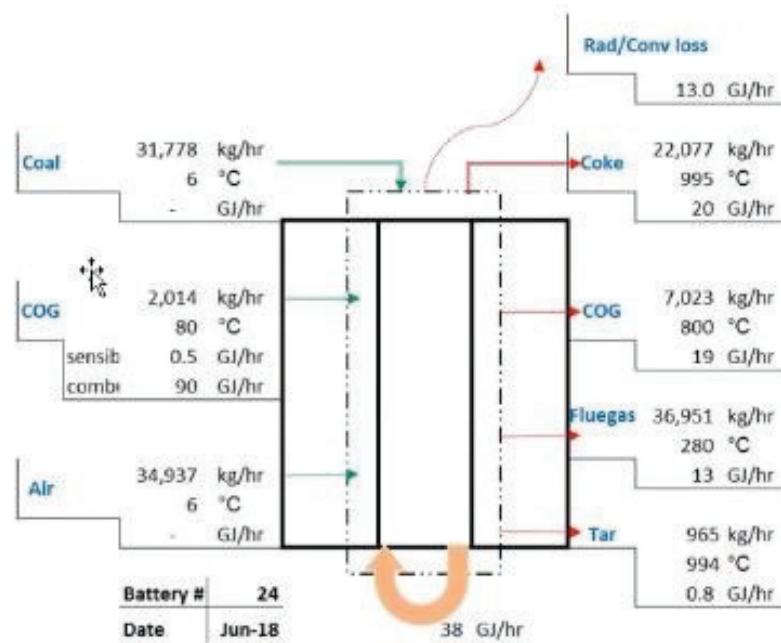 Rad/Conv loss
13.0 GJ/hr
Coal 31,778 kg/hr
6 °C
- GJ/hr
Coke 22,077 kg/hr
995 °C
20 GJ/hr
COG 2,014 kg/hr
80 °C
sensib 0.5 GJ/hr
combu 90 GJ/hr
COG 7,023 kg/hr
800 °C
19 GJ/hr
Fluegas 36,951 kg/hr
280 °C
13 GJ/hr
Air 34,937 kg/hr
6 °C
- GJ/hr
Tar 965 kg/hr
994 °C
0.8 GJ/hr
Battery # 24
Date Jun-18
38 GJ/hr